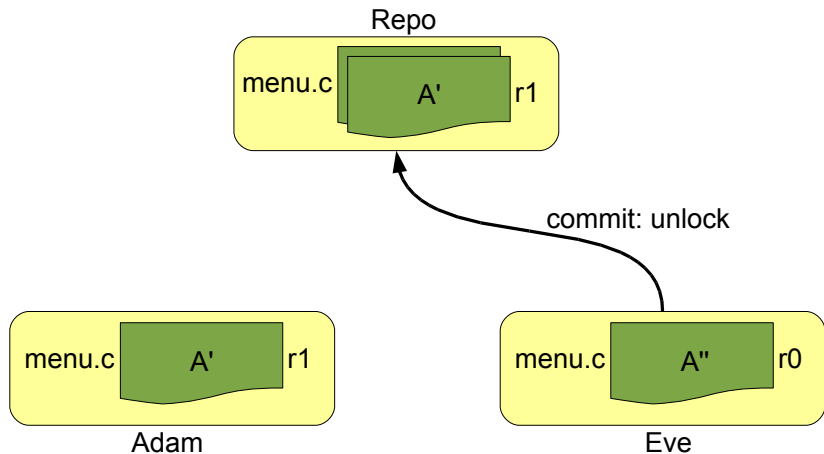 Repo
menu.c A' r1
commit: unlock
menu.c A' r1
menu.c A" r0
Adam
Eve